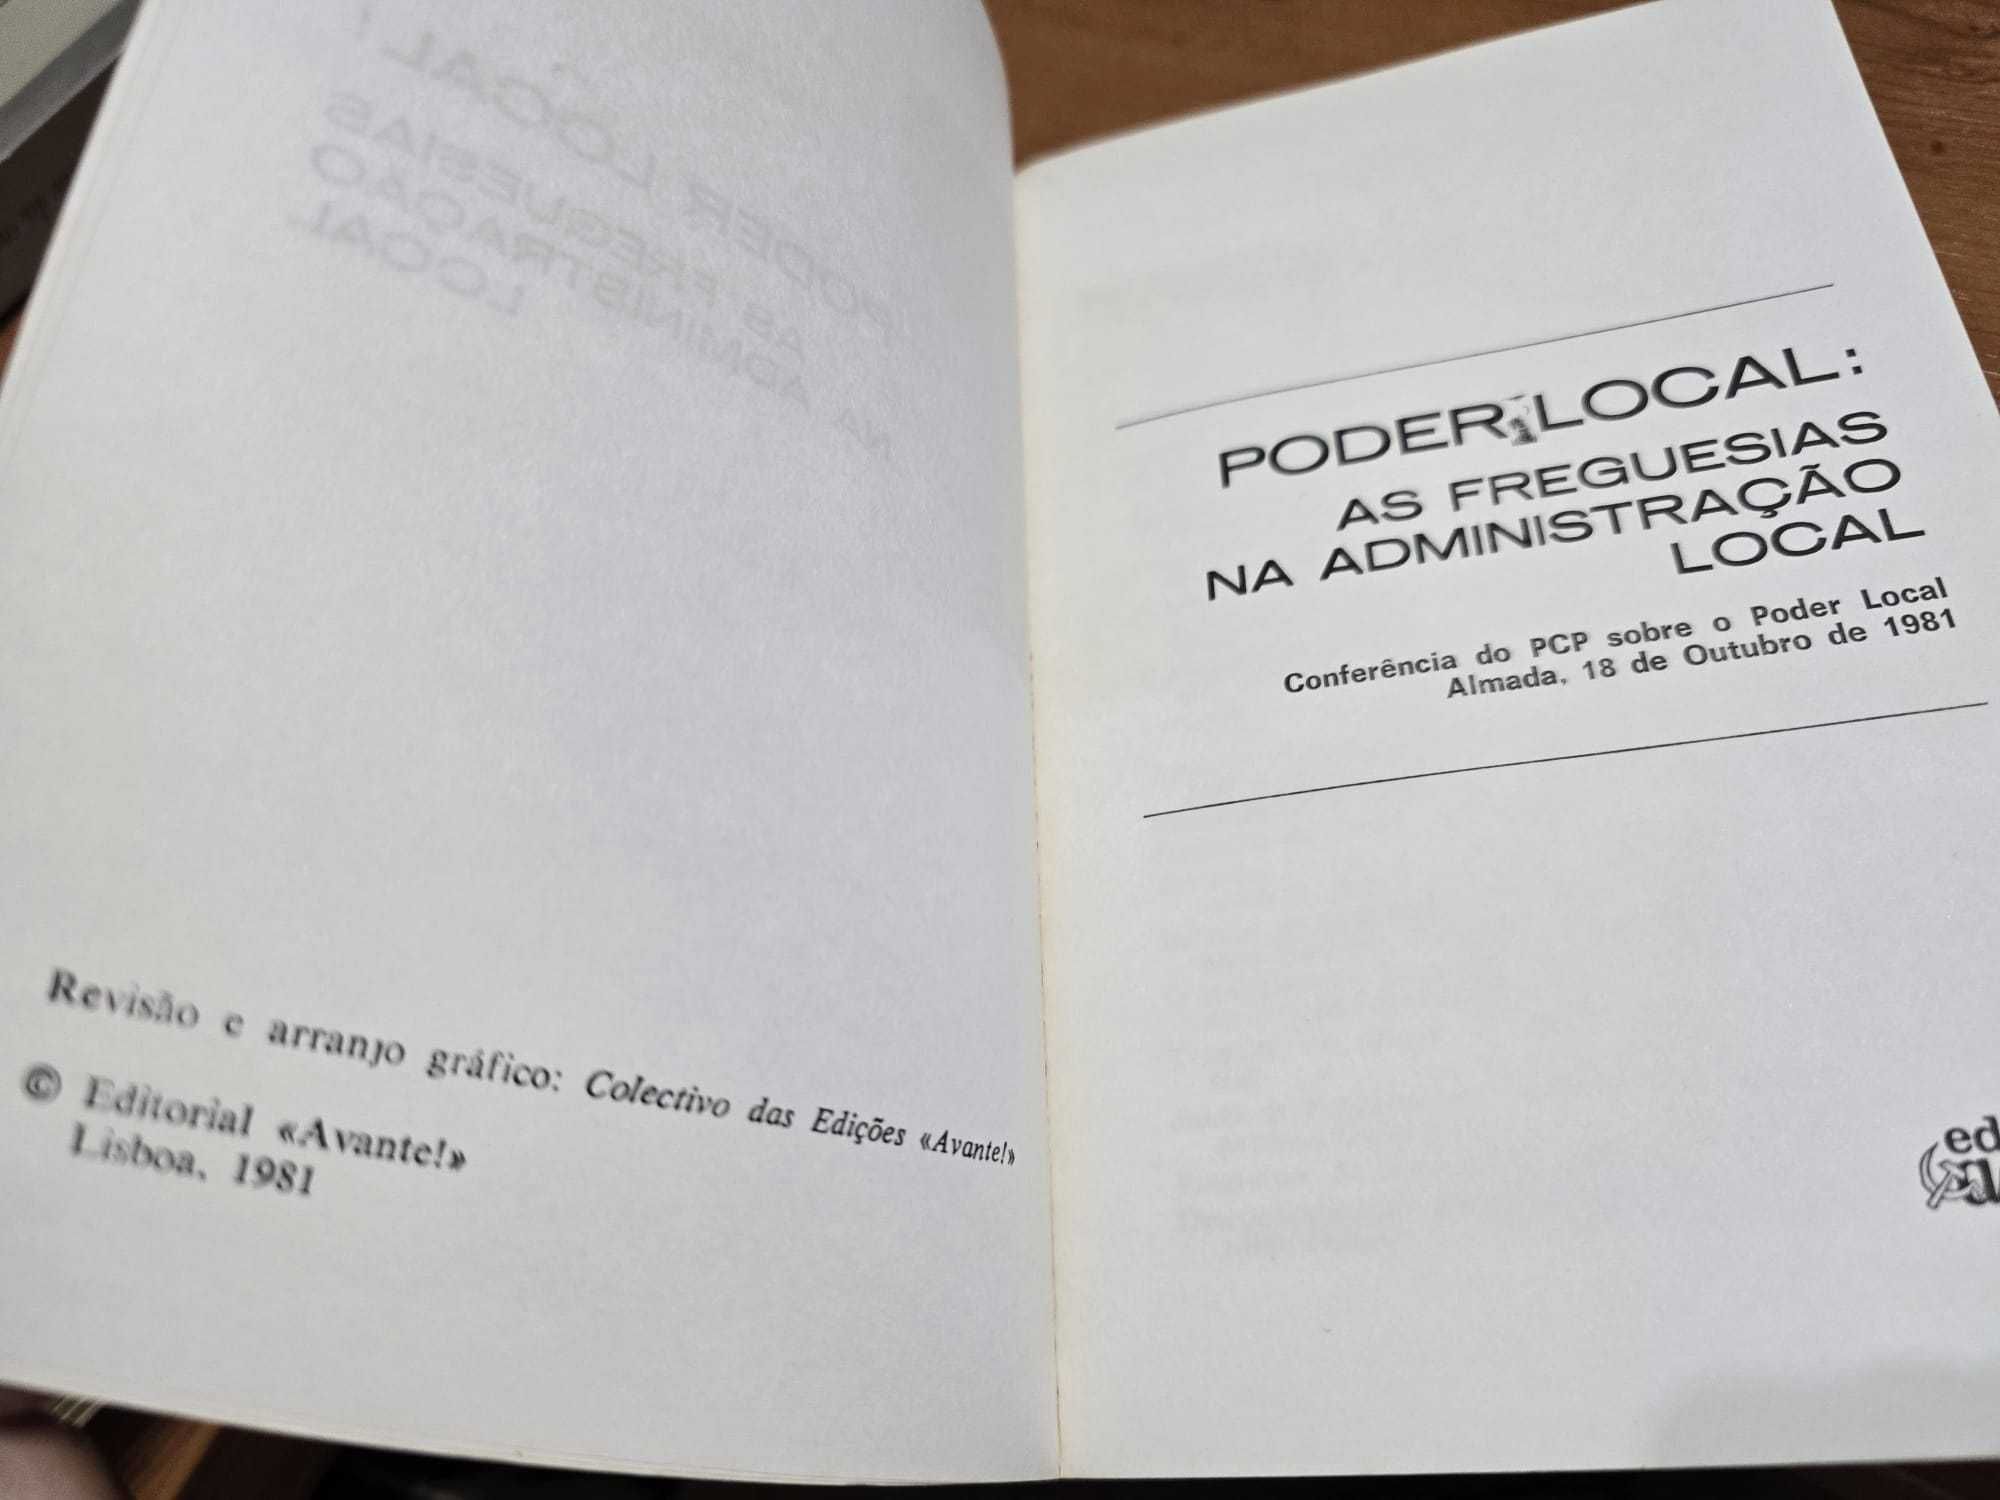 Revisão e arranjo gráfico: Colectivo das Edições «Avante!»
© Editorial «Avante!»
Lisboa, 1981
PODER LOCAL:
AS FREGUESIAS
NA ADMINISTRAÇÃO
LOCAL
Conferência do PCP sobre o Poder Local
Almada, 18 de Outubro de 1981
ed